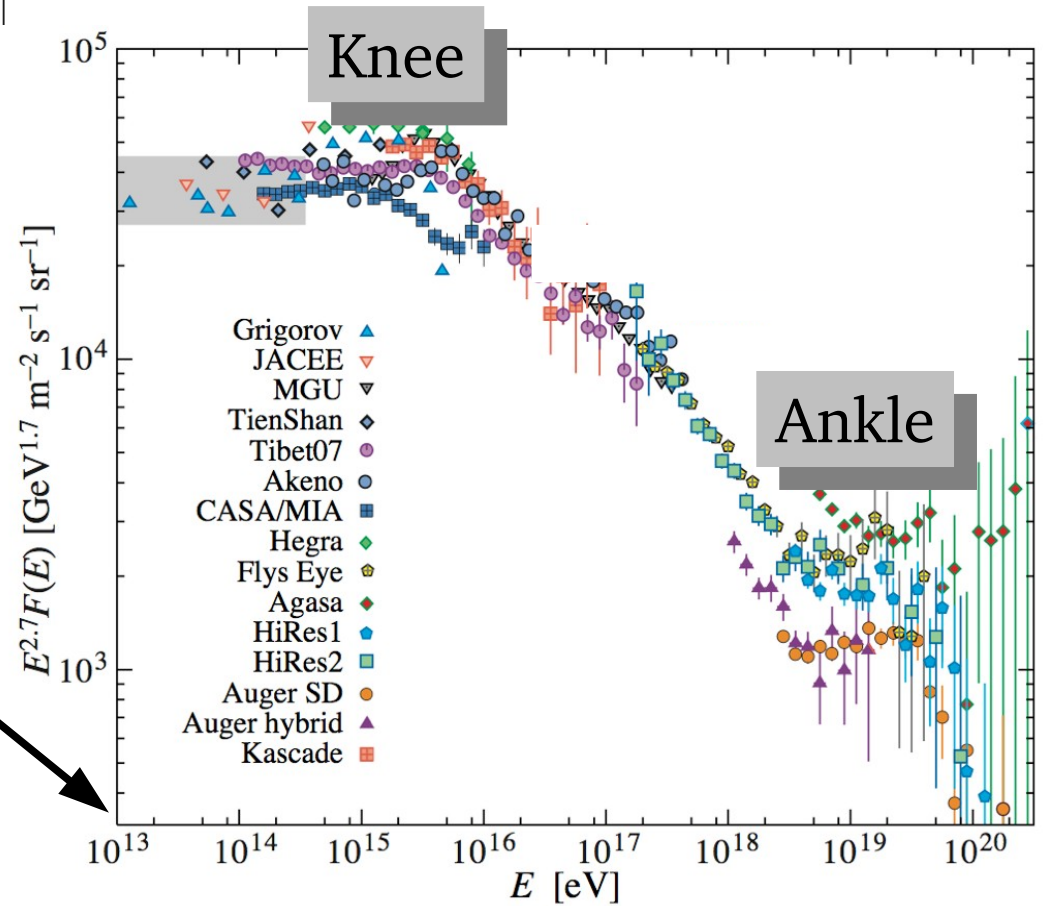 Knee
Ankle
10^5
10^4
10^3
E^2.7F(E) [GeV^1.7 m^−2 s^−1 sr^−1]
Grigorov
JACEE
MGU
TienShan
Tibet07
Akeno
CASA/MIA
Hegra
Flys Eye
Agasa
HiRes1
HiRes2
Auger SD
Auger hybrid
Kascade
10^13 10^14 10^15 10^16 10^17 10^18 10^19 10^20
E [eV]